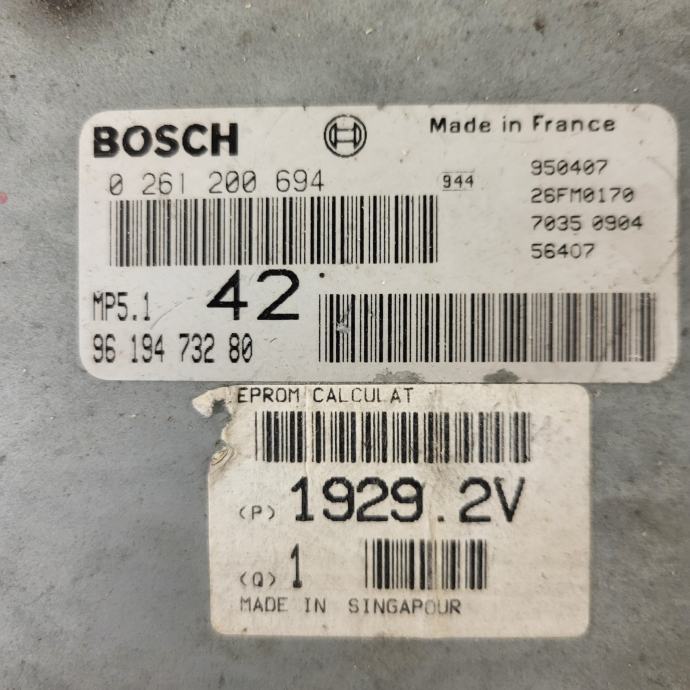 BOSCH
Made in France
0 261 200 694
944
950407
26FM0170
7035 0904
56407
MP5.1
42
96 194 732 80
EPROM CALCULAT
(P) 1929.2V
(Q) 1
MADE IN SINGAPOUR